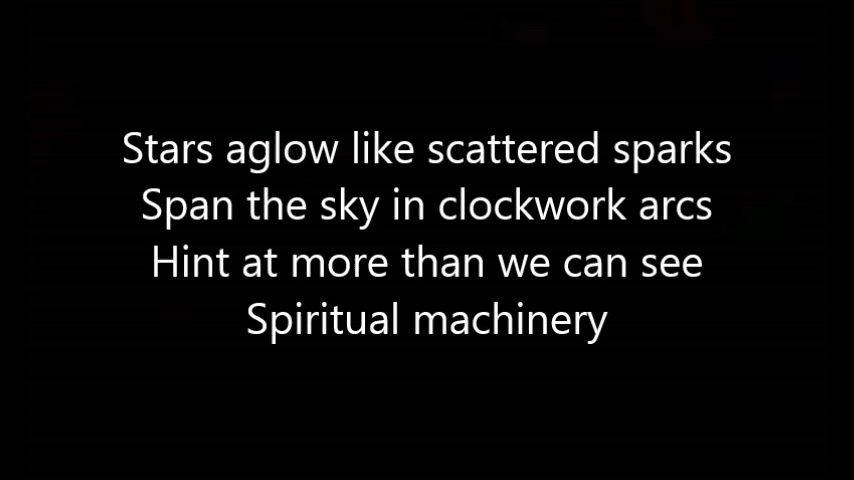 Stars aglow like scattered sparks
Span the sky in clockwork arcs
Hint at more than we can see
Spiritual machinery